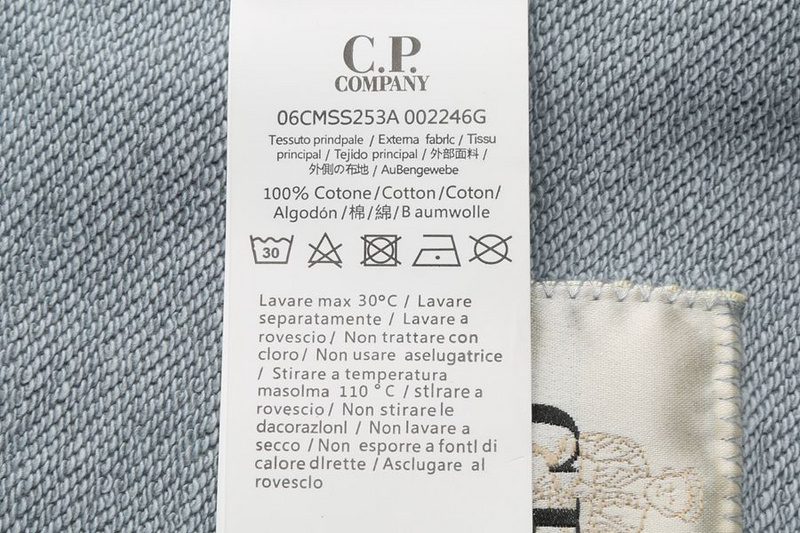 C.P.
COMPANY
06CMSS253A 002246G
Tessuto prindpale / Externa fabrlc / Tissu
principal / Tejido principal / 外部面料 /
外側の布地 / AuBengewebe
100% Cotone/Cotton/Coton/
Algodón/棉/綿/B aumwolle
30
Lavare max 30°C / Lavare
separatamente / Lavare a
rovescio/ Non trattare con
cloro/ Non usare aselugatrice
/ Stirare a temperatura
masolma 110 °C / stlrare a
rovescio/ Non stirare le
dacorazlonl / Non lavare a
secco /Non esporre a fontl di
calore dlrette /Asclugare al
rovesclo